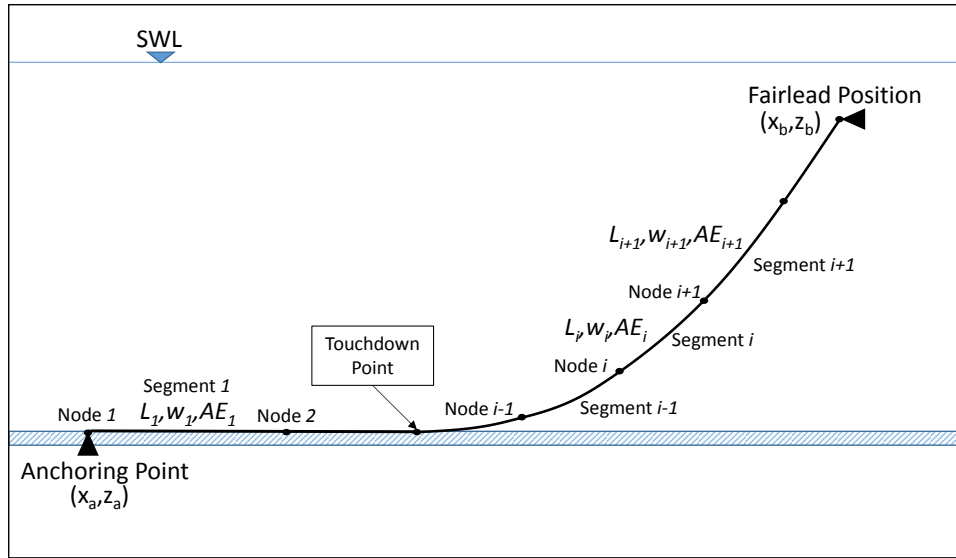 SWL
Fairlead Position
(x_b,z_b)
L_{i+1},w_{i+1},AE_{i+1}
Segment i+1
Node i+1
L_i,w_i,AE_i
Segment i
Touchdown
Point
Node i
Segment 1
Node i-1
Segment i-1
Node 1
L_1,w_1,AE_1
Node 2
Anchoring Point
(x_a,z_a)